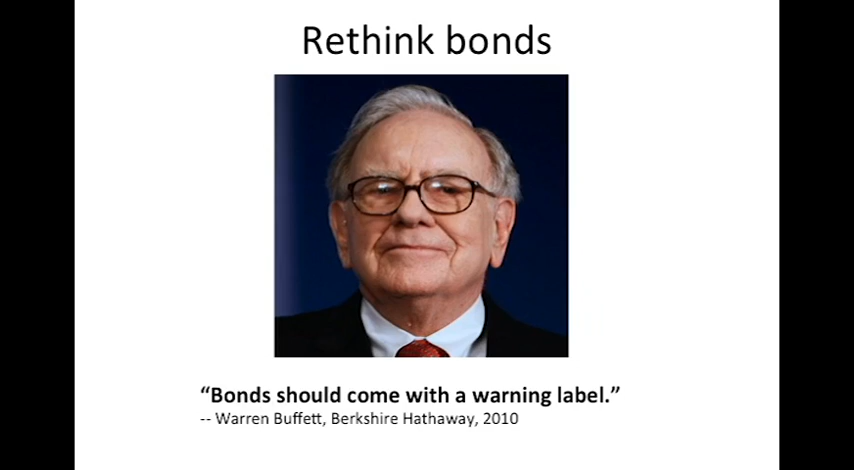 Rethink bonds
“Bonds should come with a warning label.”
-- Warren Buffett, Berkshire Hathaway, 2010